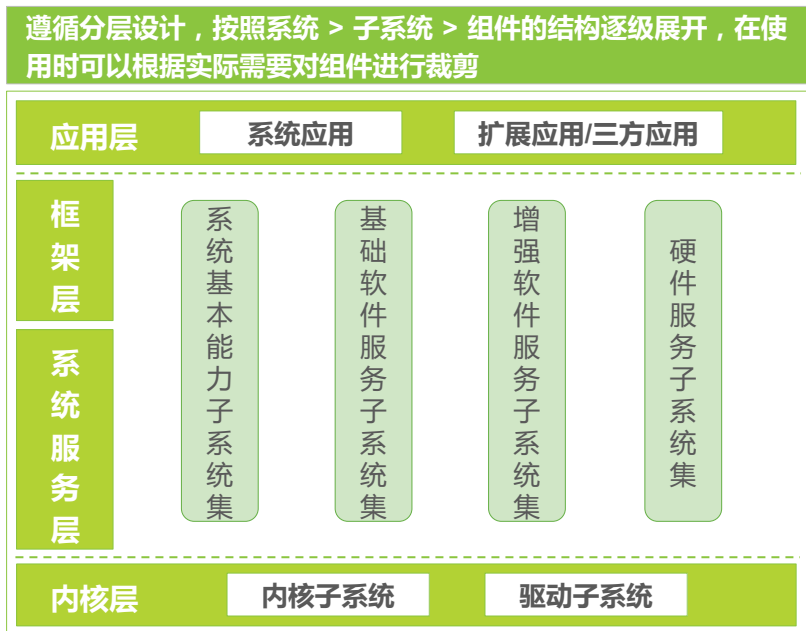 遵循分层设计，按照系统 > 子系统 > 组件的结构逐级展开，在使
用时可以根据实际需要对组件进行裁剪
应用层
系统应用
扩展应用/三方应用
框架层
系统服务层
系统基本能力子系统集
基础软件服务子系统集
增强软件服务子系统集
硬件服务子系统集
内核层
内核子系统
驱动子系统